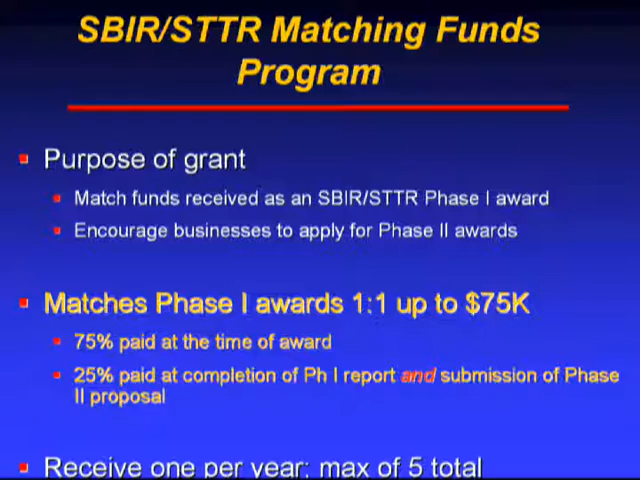 SBIR/STTR Matching Funds
Program
Purpose of grant
Match funds received as an SBIR/STTR Phase I award
Encourage businesses to apply for Phase II awards
Matches Phase I awards 1:1 up to $75K
75% paid at the time of award
25% paid at completion of Ph I report and submission of Phase
II proposal
Receive one per year; max of 5 total